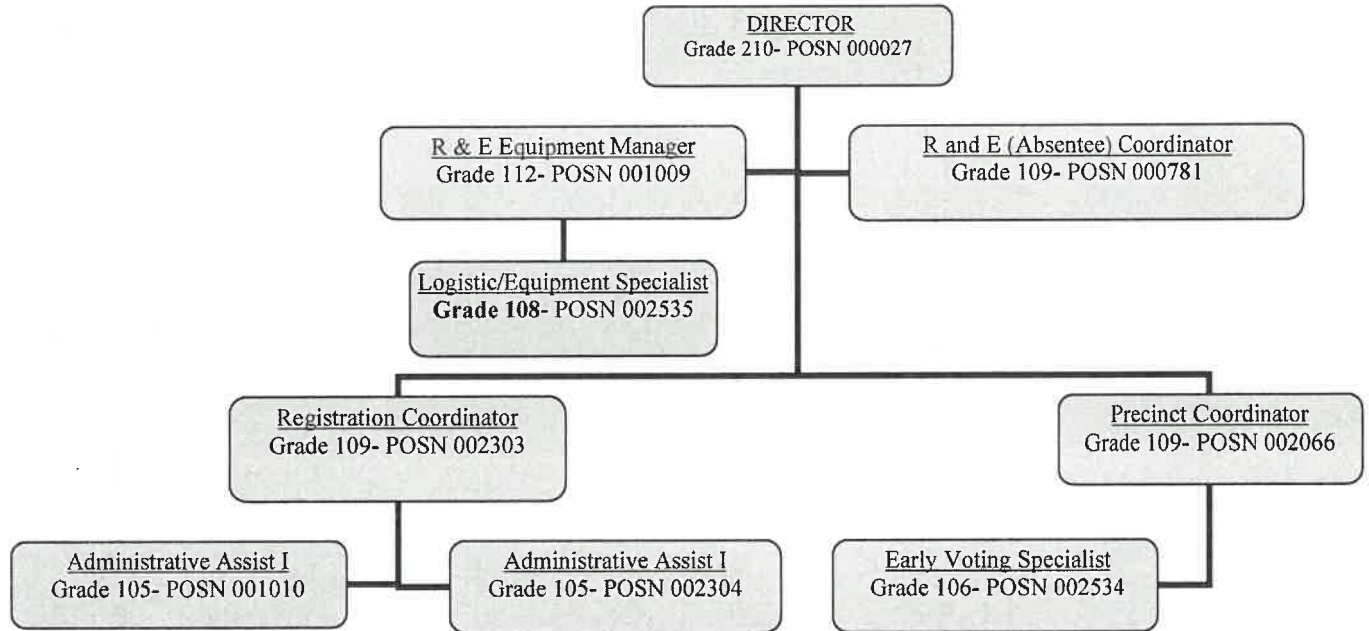 DIRECTOR
Grade 210- POSN 000027
R & E Equipment Manager
Grade 112- POSN 001009
R and E (Absentee) Coordinator
Grade 109- POSN 000781
Logistic/Equipment Specialist
Grade 108- POSN 002535
Registration Coordinator
Grade 109- POSN 002303
Precinct Coordinator
Grade 109- POSN 002066
Administrative Assist I
Grade 105- POSN 001010
Administrative Assist I
Grade 105- POSN 002304
Early Voting Specialist
Grade 106- POSN 002534